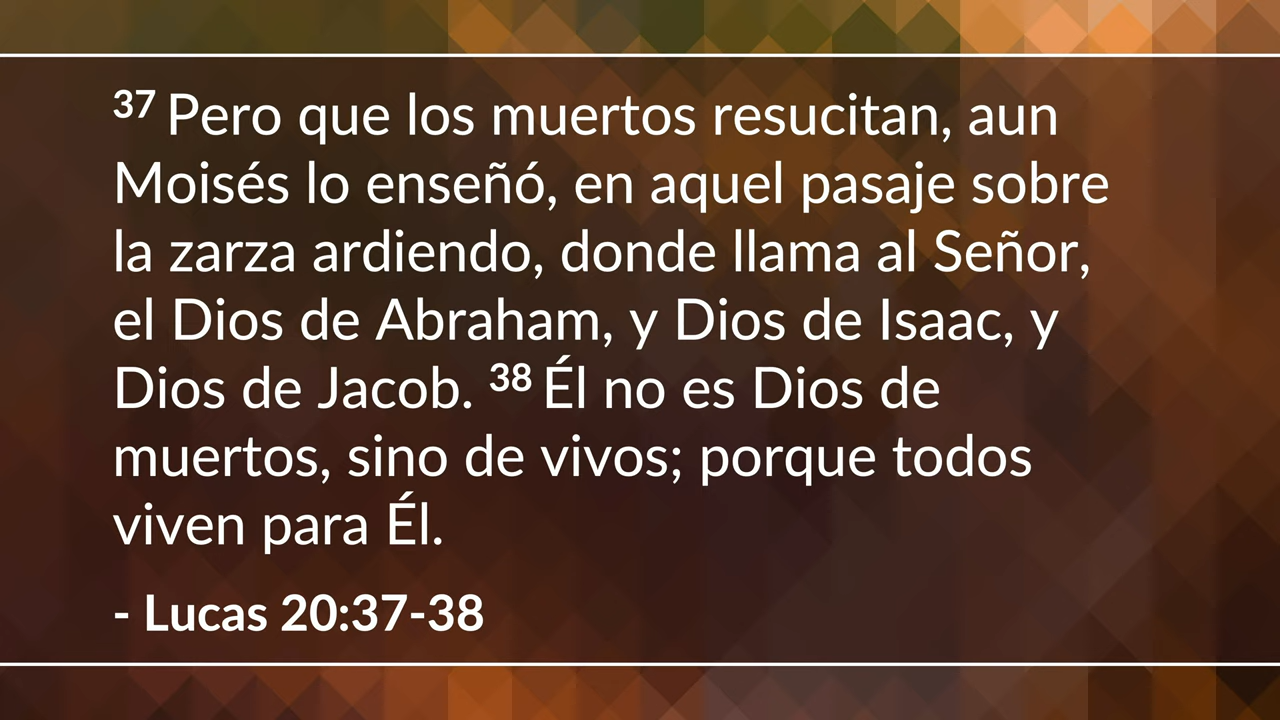 37 Pero que los muertos resucitan, aun
Moisés lo enseñó, en aquel pasaje sobre
la zarza ardiendo, donde llama al Señor,
el Dios de Abraham, y Dios de Isaac, y
Dios de Jacob. 38 Él no es Dios de
muertos, sino de vivos; porque todos
viven para Él.
- Lucas 20:37-38